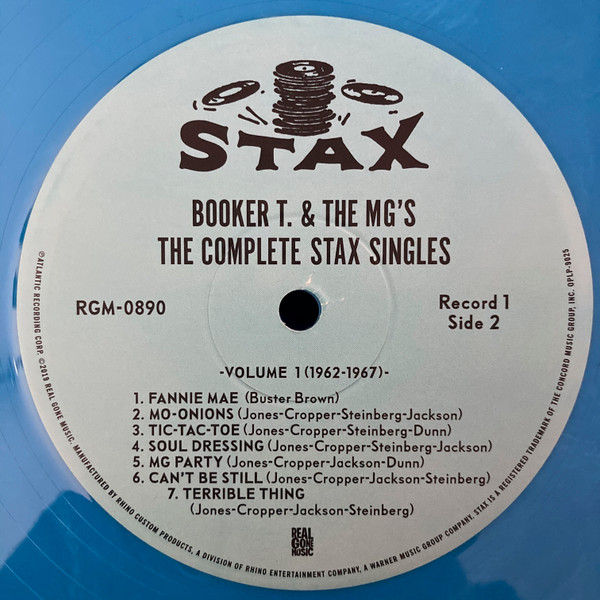 STAX
BOOKER T. & THE MG'S
THE COMPLETE STAX SINGLES
RGM-0890
Record 1
Side 2
-VOLUME 1 (1962-1967)-
1. FANNIE MAE (Buster Brown)
2. MO-ONIONS (Jones-Cropper-Steinberg-Jackson)
3. TIC-TAC-TOE (Jones-Cropper-Steinberg-Dunn)
4. SOUL DRESSING (Jones-Cropper-Steinberg-Jackson)
5. MG PARTY (Jones-Cropper-Jackson-Dunn)
6. CAN'T BE STILL (Jones-Cropper-Jackson-Steinberg)
7. TERRIBLE THING
(Jones-Cropper-Jackson-Steinberg)
REAL
GONE
MUSIC
℗ATLANTIC RECORDING CORP. ©2019 REAL GONE MUSIC. MANUFACTURED BY RHINO CUSTOM PRODUCTS, A DIVISION OF RHINO ENTERTAINMENT COMPANY, A WARNER MUSIC GROUP COMPANY. STAX IS A REGISTERED TRADEMARK OF THE CONCORD MUSIC GROUP, INC. OPLP-9025